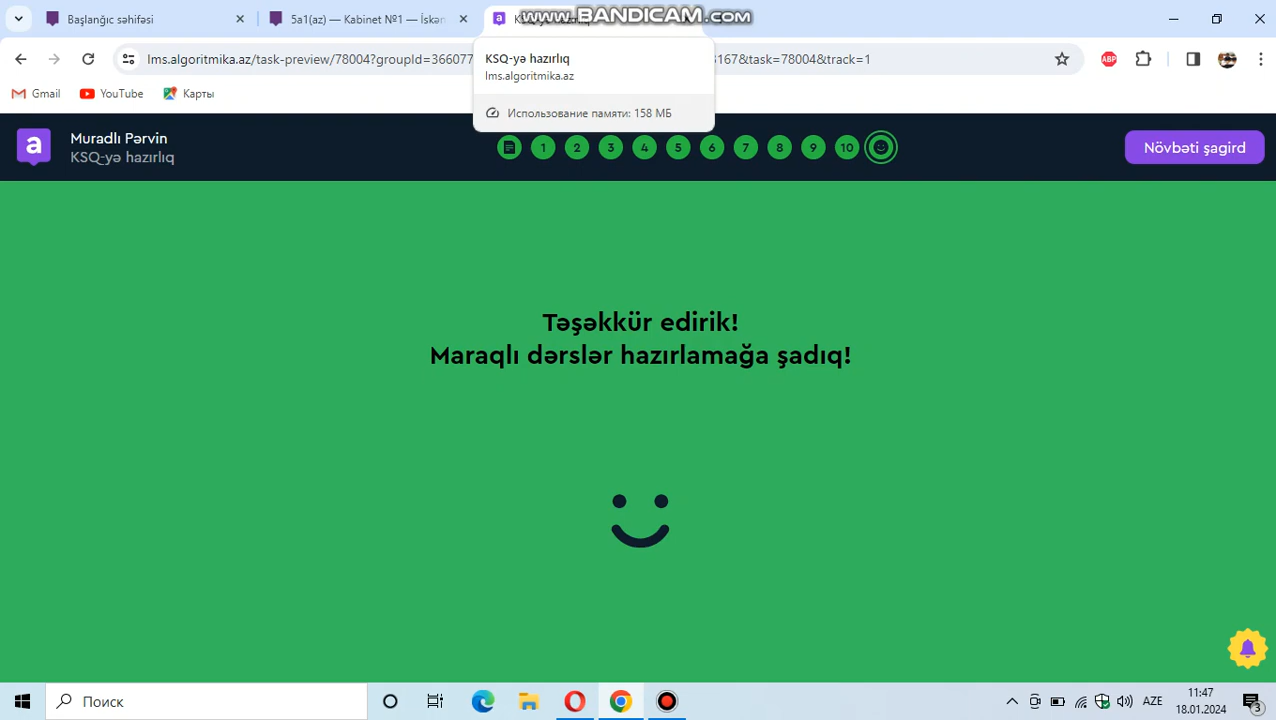 www.BANDICAM.com
Başlanğıc səhifəsi
5a1(az) — Kabinet №1 — İskən
lms.algoritmika.az/task-preview/78004?groupId=366077
3167&task=78004&track=1
KSQ-yə hazırlıq
lms.algoritmika.az
Использование памяти: 158 МБ
ABP
Gmail
YouTube
Карты
a
Muradlı Pərvin
KSQ-yə hazırlıq
1 2 3 4 5 6 7 8 9 10
Növbəti şagird
Təşəkkür edirik!
Maraqlı dərslər hazırlamağa şadıq!
Поиск
AZE
11:47
18.01.2024
3